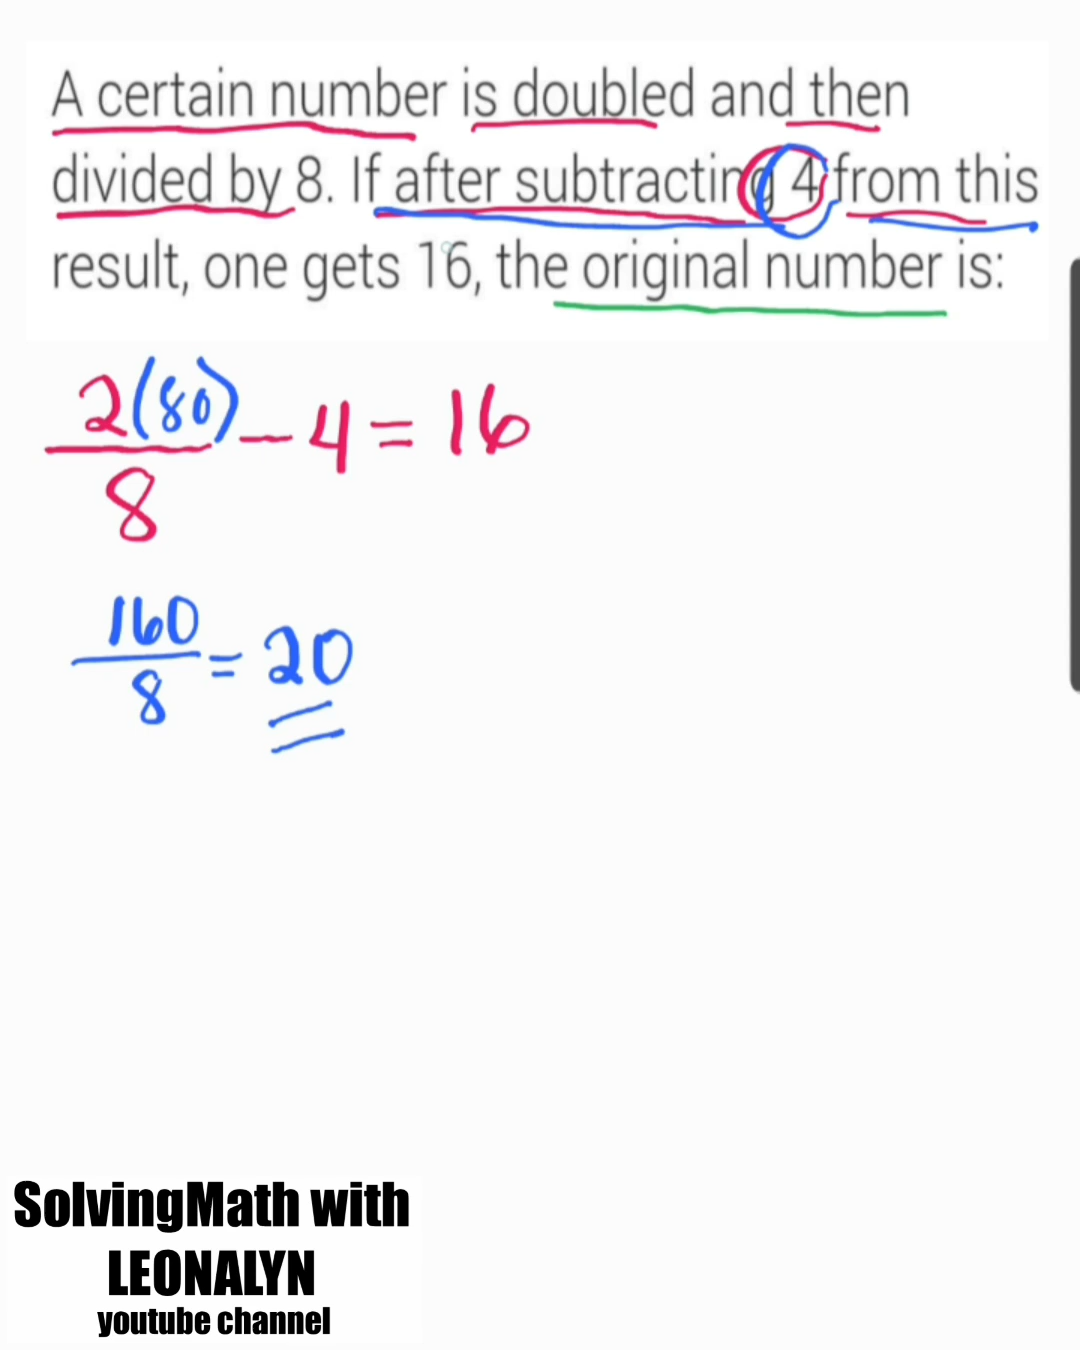 A certain number is doubled and then
divided by 8. If after subtracting 4 from this
result, one gets 16, the original number is:
2(80)/8 - 4 = 16
160/8 = 20
SolvingMath with
LEONALYN
youtube channel